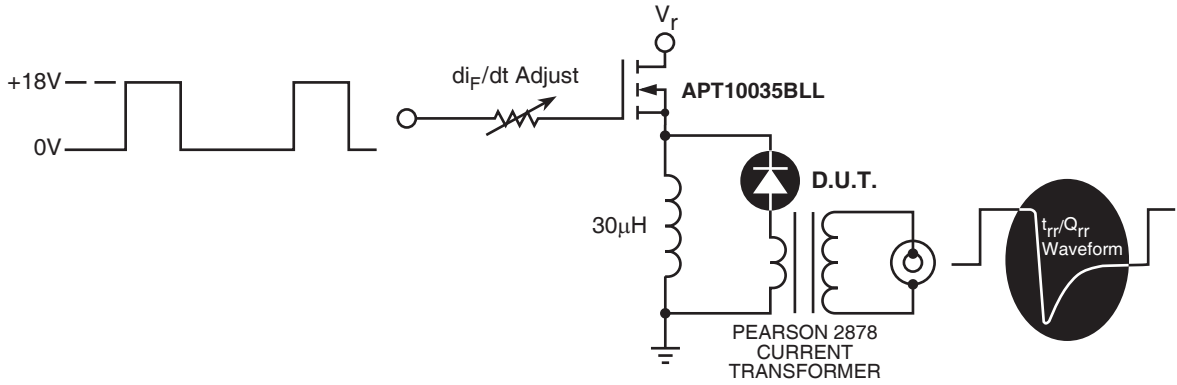 V_r
+18V
0V
di_F/dt Adjust
APT10035BLL
D.U.T.
30μH
t_rr/Q_rr
Waveform
PEARSON 2878
CURRENT
TRANSFORMER